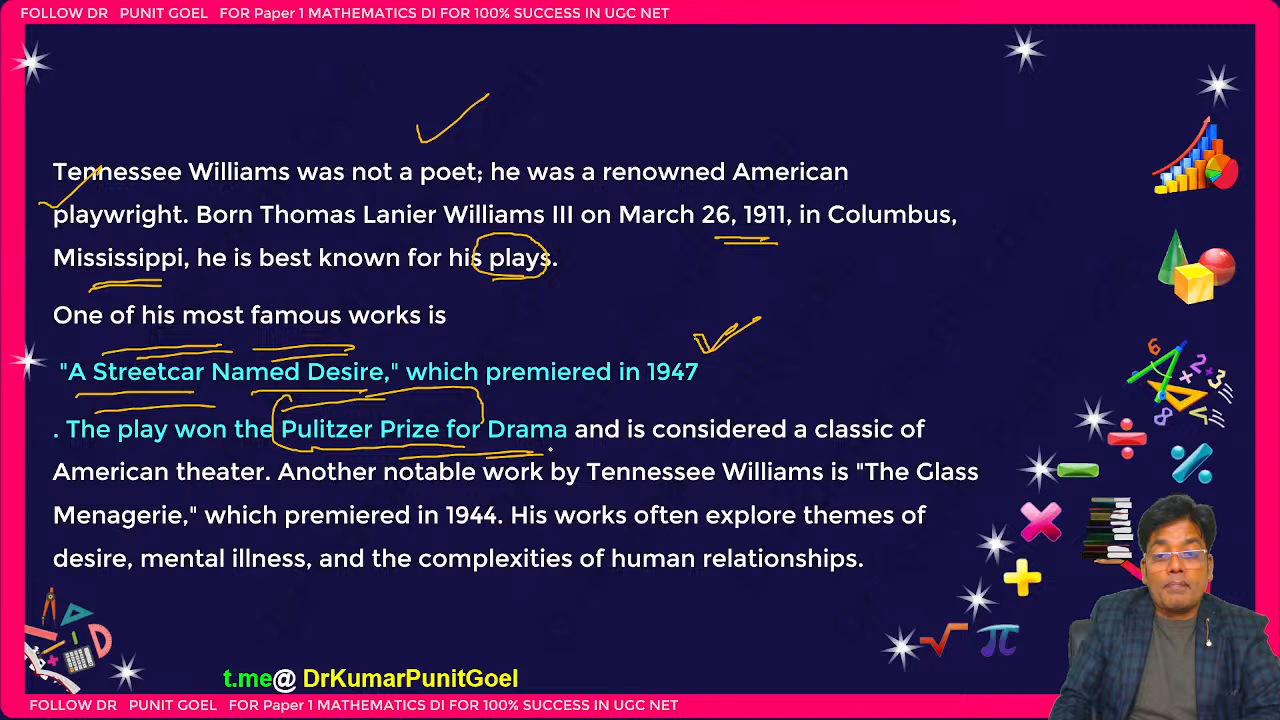 FOLLOW DR PUNIT GOEL FOR Paper 1 MATHEMATICS DI FOR 100% SUCCESS IN UGC NET
Tennessee Williams was not a poet; he was a renowned American
playwright. Born Thomas Lanier Williams III on March 26, 1911, in Columbus,
Mississippi, he is best known for his plays.
One of his most famous works is
"A Streetcar Named Desire," which premiered in 1947
. The play won the Pulitzer Prize for Drama and is considered a classic of
American theater. Another notable work by Tennessee Williams is "The Glass
Menagerie," which premiered in 1944. His works often explore themes of
desire, mental illness, and the complexities of human relationships.
t.me@ DrKumarPunitGoel
FOLLOW DR PUNIT GOEL FOR Paper 1 MATHEMATICS DI FOR 100% SUCCESS IN UGC NET